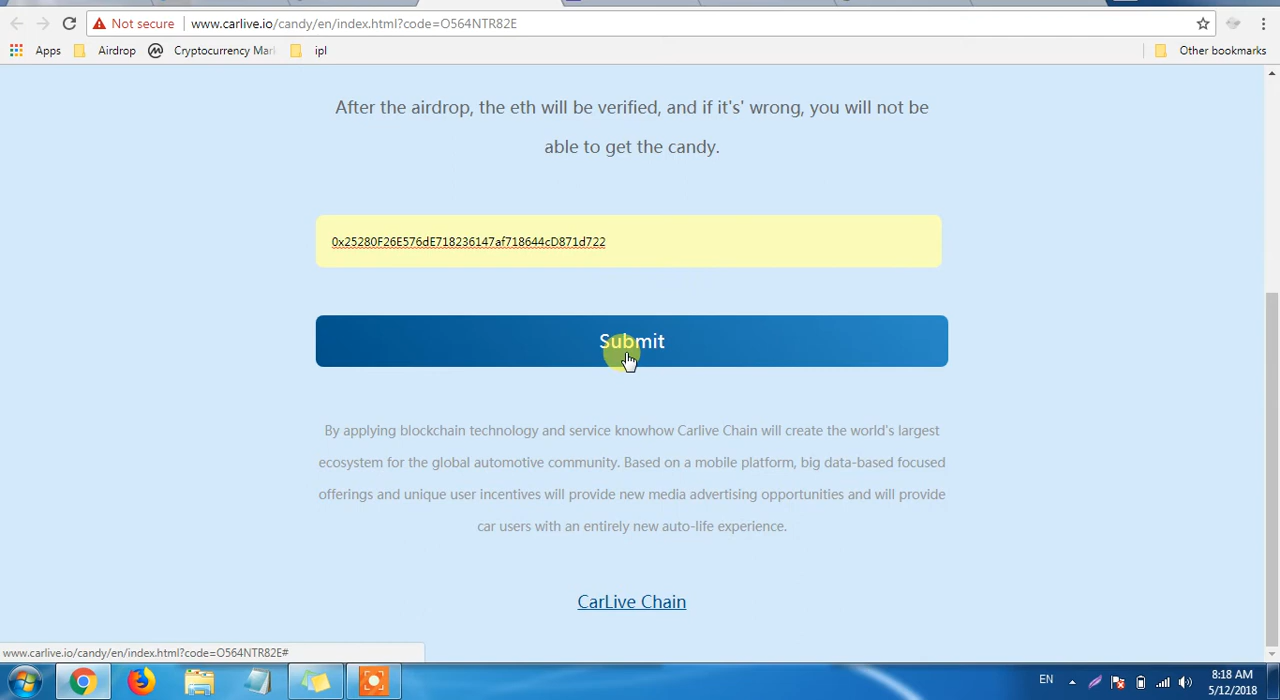 Not secure | www.carlive.io/candy/en/index.html?code=O564NTR82E
Apps Airdrop Cryptocurrency Mar ipl Other bookmarks
After the airdrop, the eth will be verified, and if it's' wrong, you will not be
able to get the candy.
0x25280F26E576dE718236147af718644cD871d722
Submit
By applying blockchain technology and service knowhow Carlive Chain will create the world's largest
ecosystem for the global automotive community. Based on a mobile platform, big data-based focused
offerings and unique user incentives will provide new media advertising opportunities and will provide
car users with an entirely new auto-life experience.
CarLive Chain
www.carlive.io/candy/en/index.html?code=O564NTR82E#
EN 8:18 AM
5/12/2018